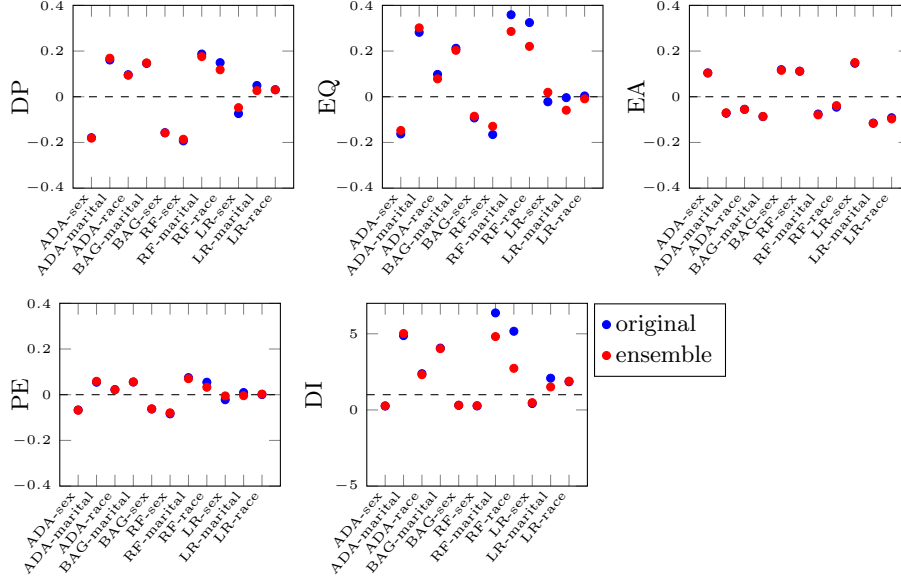 0.4
0.2
0
−0.2
−0.4
DP
ADA-sex
ADA-marital
ADA-race
BAG-marital
BAG-sex
RF-sex
RF-marital
RF-race
LR-sex
LR-marital
LR-race
0.4
0.2
0
−0.2
−0.4
EQ
ADA-sex
ADA-marital
ADA-race
BAG-marital
BAG-sex
RF-sex
RF-marital
RF-race
LR-sex
LR-marital
LR-race
0.4
0.2
0
−0.2
−0.4
EA
ADA-sex
ADA-marital
ADA-race
BAG-marital
BAG-sex
RF-sex
RF-marital
RF-race
LR-sex
LR-marital
LR-race
0.4
0.2
0
−0.2
−0.4
PE
ADA-sex
ADA-marital
ADA-race
BAG-marital
BAG-sex
RF-sex
RF-marital
RF-race
LR-sex
LR-marital
LR-race
5
0
−5
DI
ADA-sex
ADA-marital
ADA-race
BAG-marital
BAG-sex
RF-sex
RF-marital
RF-race
LR-sex
LR-marital
LR-race
original
ensemble